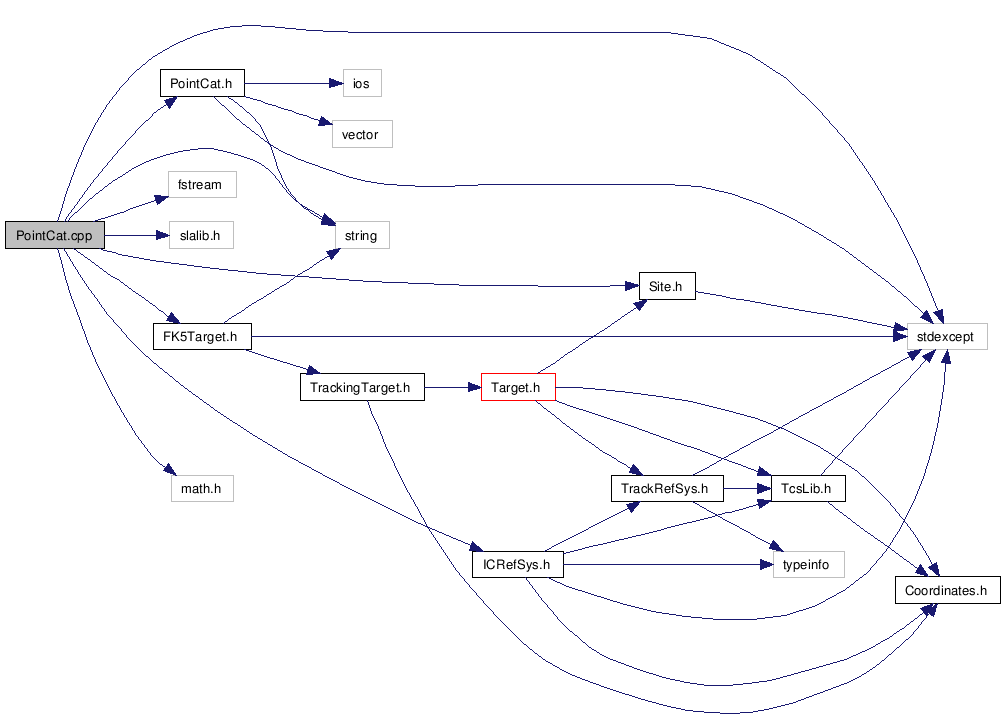 PointCat.h
ios
vector
fstream
PointCat.cpp
slalib.h
string
Site.h
FK5Target.h
stdexcept
TrackingTarget.h
Target.h
math.h
TrackRefSys.h
TcsLib.h
ICRefSys.h
typeinfo
Coordinates.h